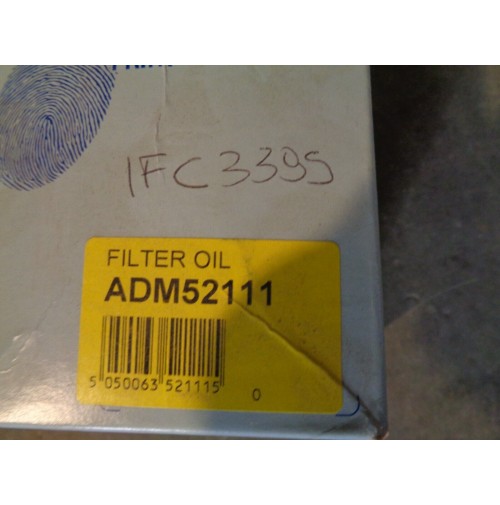 1FC3395
FILTER OIL
ADM52111
5 050063 521115
0